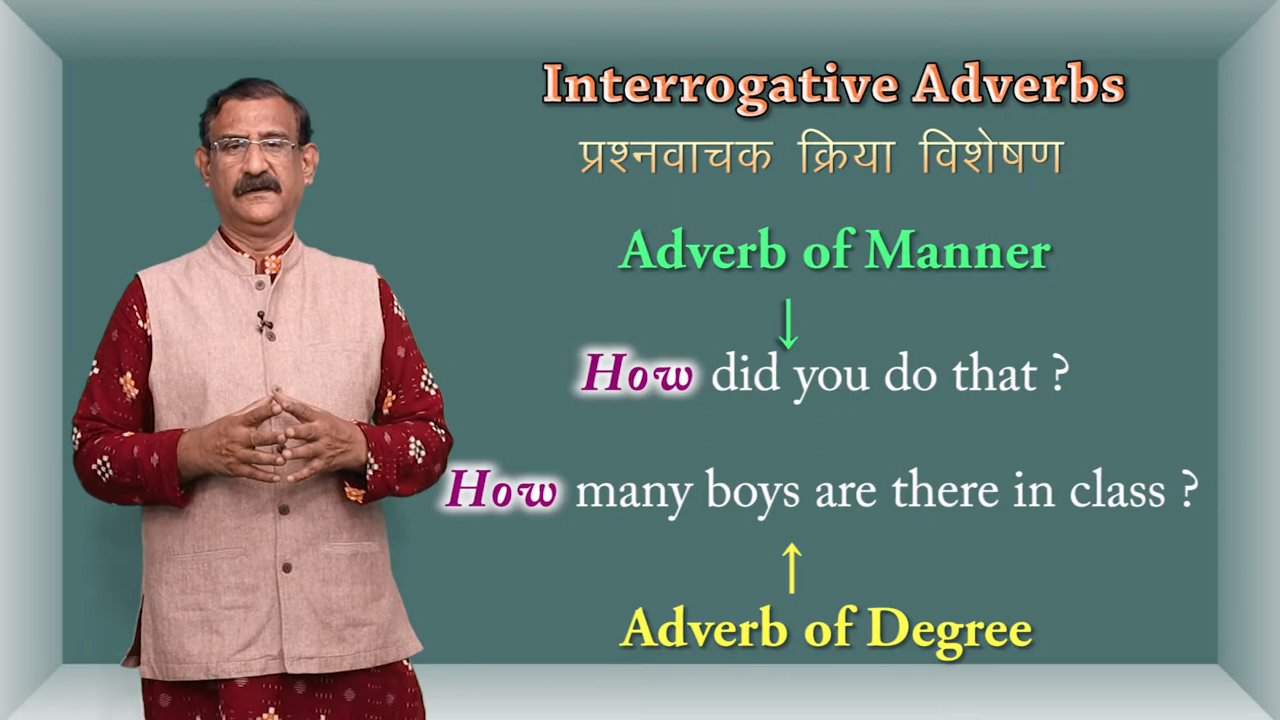 Interrogative Adverbs
प्रश्नवाचक क्रिया विशेषण
Adverb of Manner
↓
How did you do that ?
How many boys are there in class ?
↑
Adverb of Degree